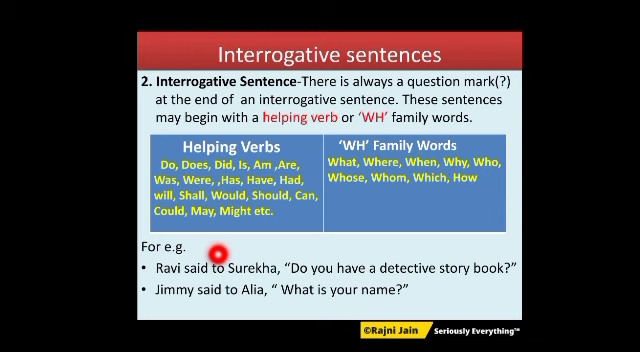 Interrogative sentences
2. Interrogative Sentence-There is always a question mark(?)
at the end of an interrogative sentence. These sentences
may begin with a helping verb or ‘WH’ family words.
Helping Verbs
Do, Does, Did, Is, Am ,Are,
Was, Were, ,Has, Have, Had,
will, Shall, Would, Should, Can,
Could, May, Might etc.
‘WH’ Family Words
What, Where, When, Why, Who,
Whose, Whom, Which, How
For e.g.
• Ravi said to Surekha, “Do you have a detective story book?”
• Jimmy said to Alia, “ What is your name?”
©Rajni Jain Seriously Everything™